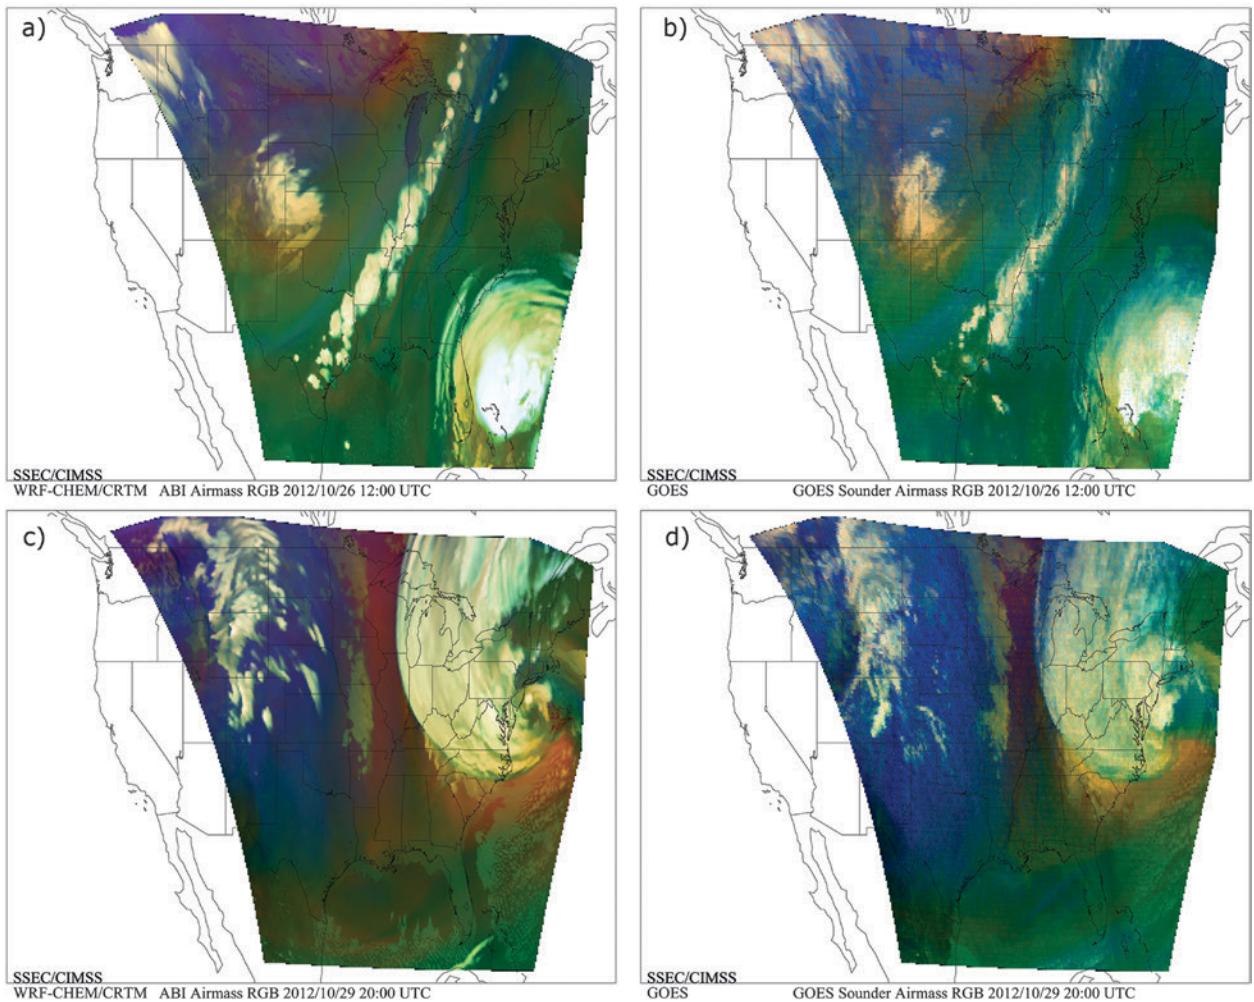 a)
b)
SSEC/CIMSS
WRF-CHEM/CRTM ABI Airmass RGB 2012/10/26 12:00 UTC
SSEC/CIMSS
GOES GOES Sounder Airmass RGB 2012/10/26 12:00 UTC
c)
d)
SSEC/CIMSS
WRF-CHEM/CRTM ABI Airmass RGB 2012/10/29 20:00 UTC
SSEC/CIMSS
GOES GOES Sounder Airmass RGB 2012/10/29 20:00 UTC